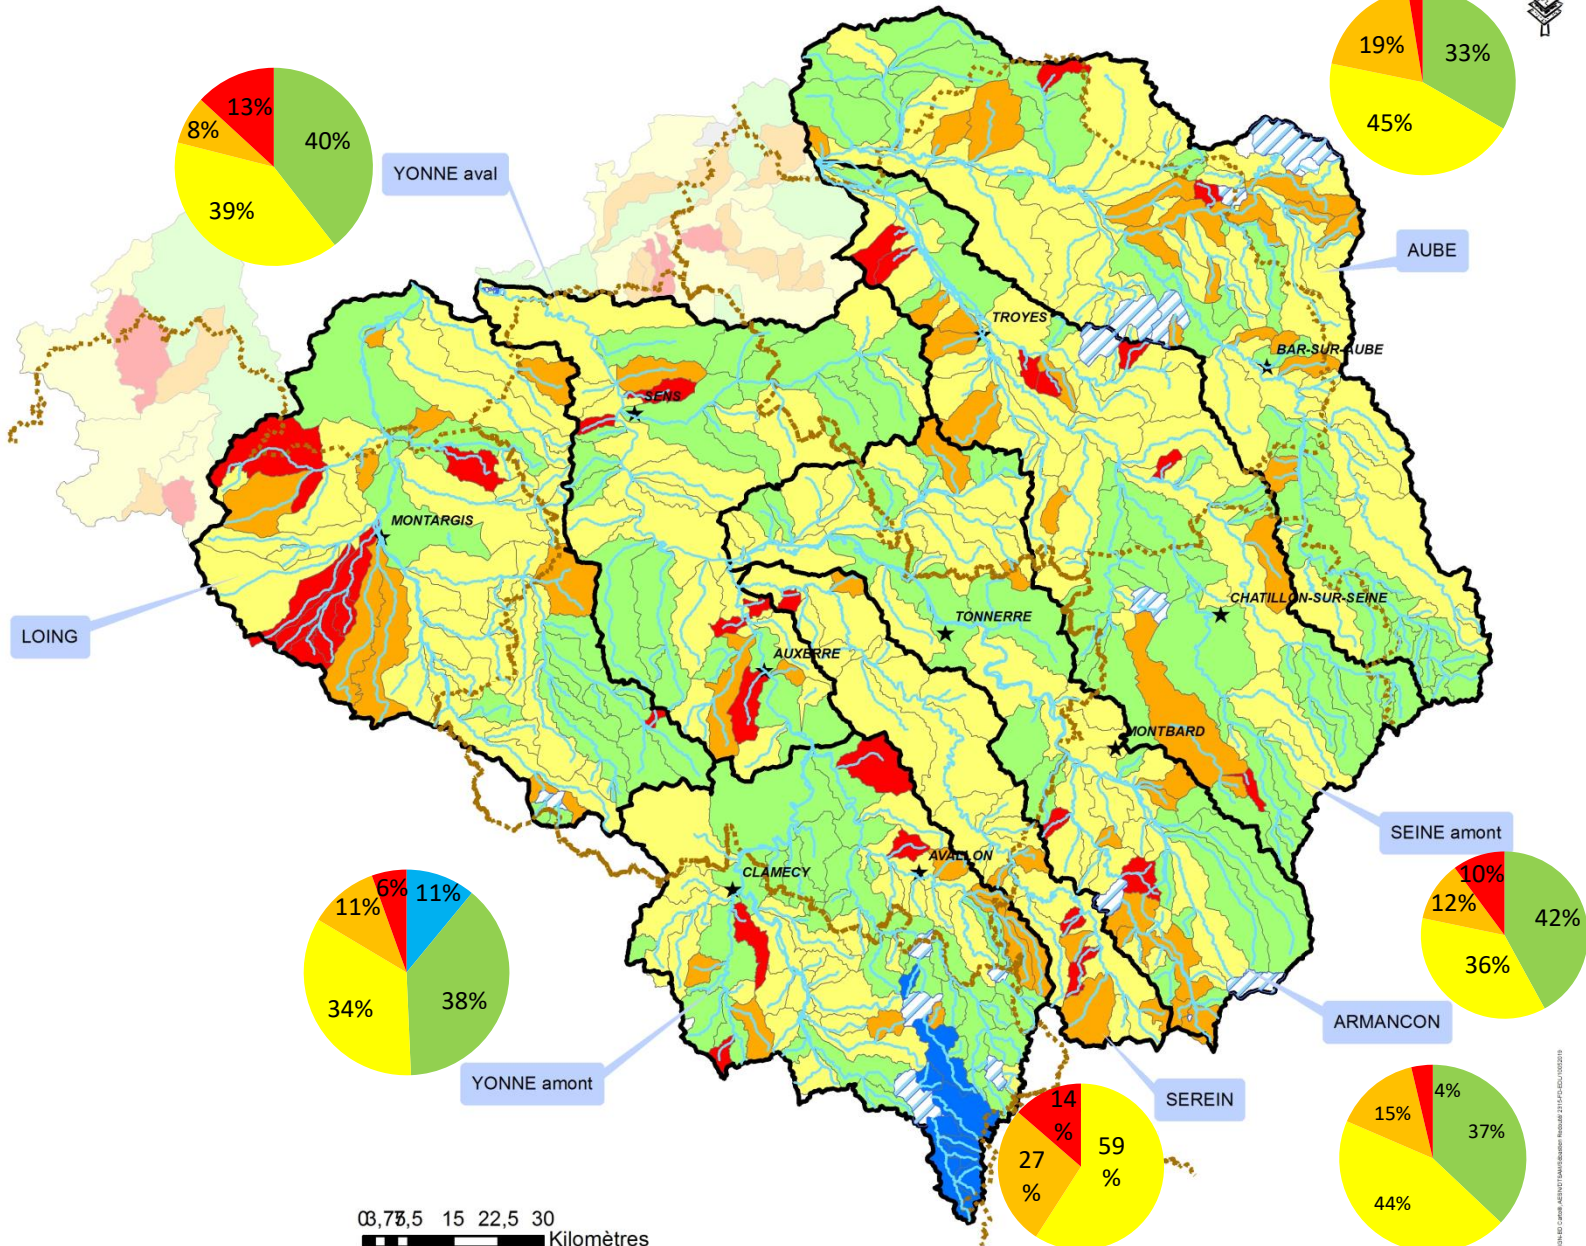 19%
33%
45%
13%
8%
40%
39%
YONNE aval
AUBE
TROYES
BAR-SUR-AUBE
SENS
MONTARGIS
LOING
CHATILLON-SUR-SEINE
TONNERRE
AUXERRE
MONTBARD
SEINE amont
CLAMECY
AVALLON
6%
11%
11%
34%
38%
10%
12%
42%
36%
ARMANCON
YONNE amont
SEREIN
14
%
59
%
27
%
4%
15%
37%
44%
0 3,75 7,5 15 22,5 30
Kilomètres